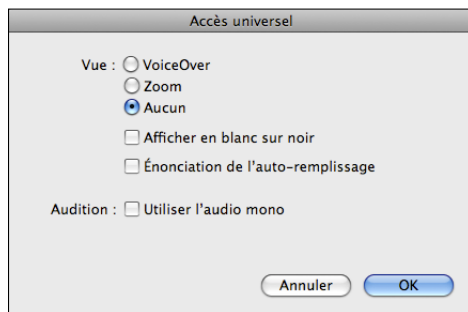 Accès universel
Vue : VoiceOver
Zoom
Aucun
Afficher en blanc sur noir
Énonciation de l'auto-remplissage
Audition : Utiliser l'audio mono
Annuler OK